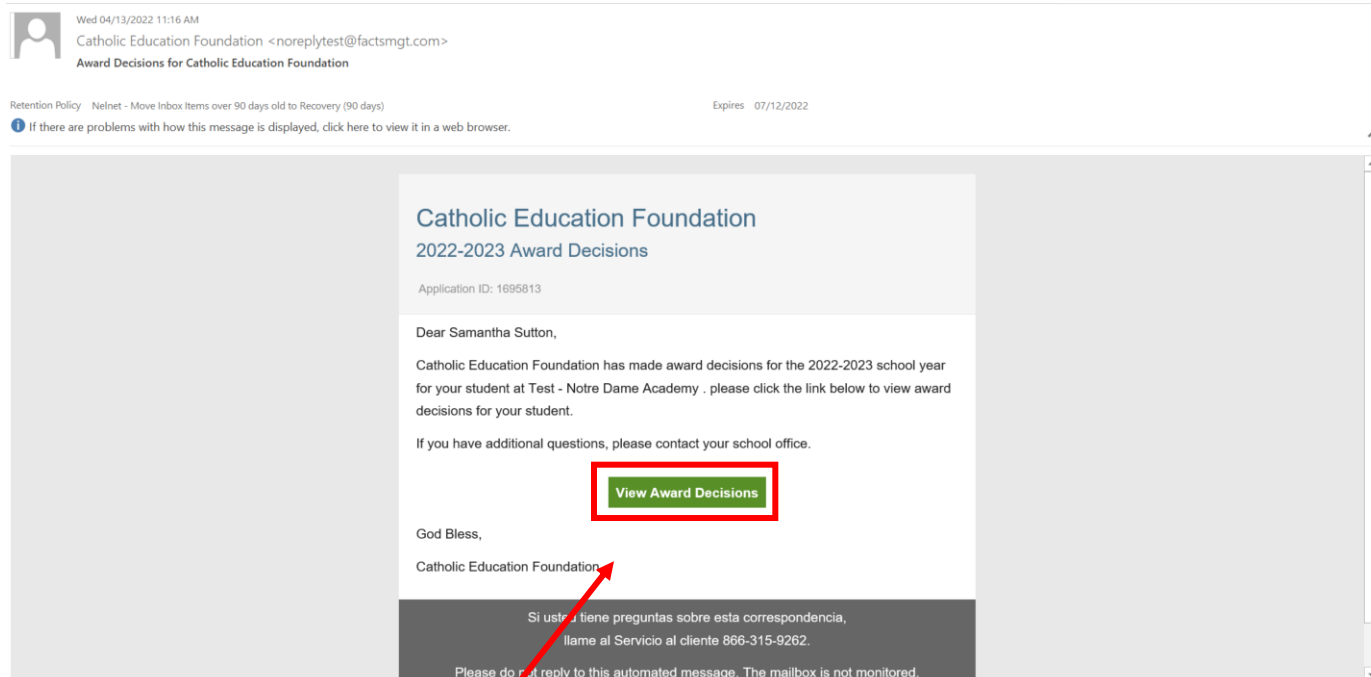 Wed 04/13/2022 11:16 AM
Catholic Education Foundation <noreplytest@factsmgt.com>
Award Decisions for Catholic Education Foundation
Retention Policy Nelnet - Move Inbox Items over 90 days old to Recovery (90 days) Expires 07/12/2022
If there are problems with how this message is displayed, click here to view it in a web browser.
Catholic Education Foundation
2022-2023 Award Decisions
Application ID: 1695813
Dear Samantha Sutton,
Catholic Education Foundation has made award decisions for the 2022-2023 school year
for your student at Test - Notre Dame Academy . please click the link below to view award
decisions for your student.
If you have additional questions, please contact your school office.
View Award Decisions
God Bless,
Catholic Education Foundation
Si usted tiene preguntas sobre esta correspondencia,
llame al Servicio al cliente 866-315-9262.
Please do not reply to this automated message. The mailbox is not monitored.